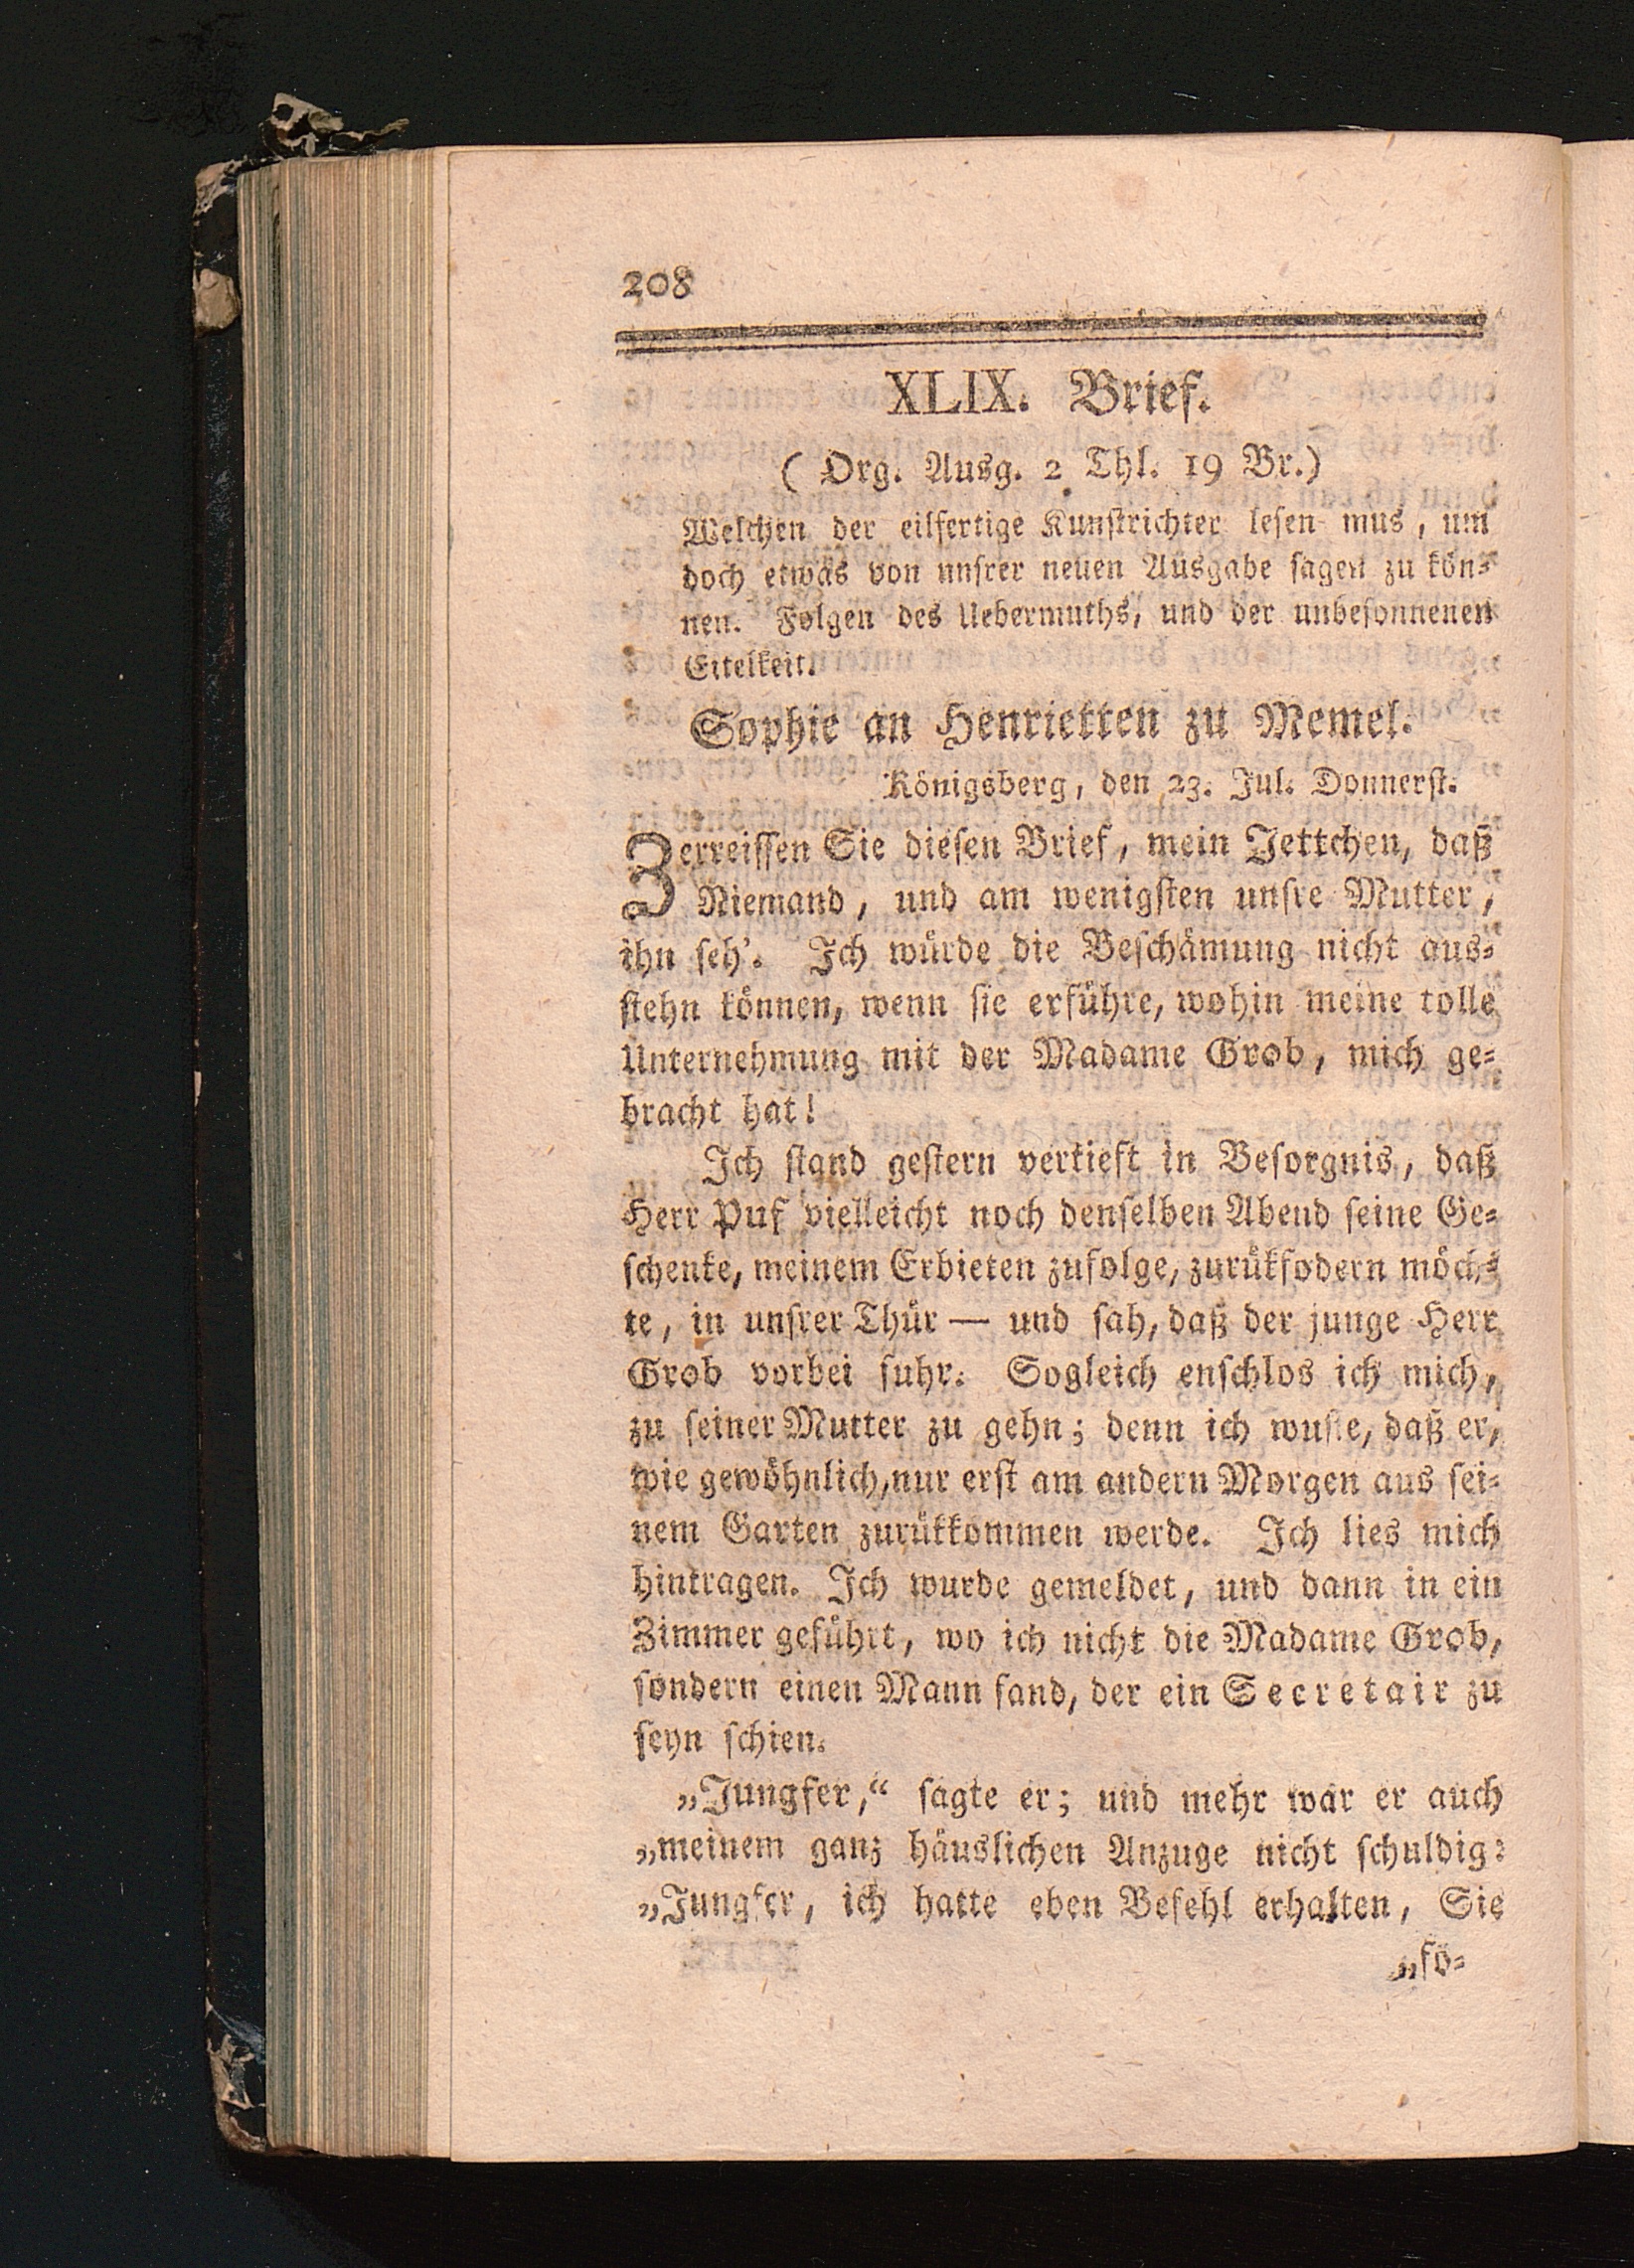 208
XLIX. Brief.
( Org. Ausg. 2 Thl. 19 Br.)
Welchen der eilfertige Kunstrichter lesen mus, um
doch etwas von unsrer neuen Ausgabe sagen zu kön-
nen. Folgen des Uebermuths, und der unbesonnenen
Eitelkeit.
Sophie an Henrietten zu Memel.
Königsberg, den 23. Jul. Donnerst.
Zerreissen Sie diesen Brief, mein Jettchen, daß
Niemand, und am wenigsten unsre Mutter,
ihn seh'. Ich würde die Beschämung nicht aus-
stehn können, wenn sie erführe, wohin meine tolle
Unternehmung mit der Madame Grob, mich ge-
bracht hat!
Ich stand gestern vertieft in Besorgnis, daß
Herr Puf vielleicht noch denselben Abend seine Ge-
schenke, meinem Erbieten zufolge, zurükfodern möch-
te, in unsrer Thür — und sah, daß der junge Herr
Grob vorbei fuhr. Sogleich enschlos ich mich,
zu seiner Mutter zu gehn; denn ich wuste, daß er,
wie gewöhnlich, nur erst am andern Morgen aus sei-
nem Garten zurükkommen werde. Ich lies mich
hintragen. Ich wurde gemeldet, und dann in ein
Zimmer geführt, wo ich nicht die Madame Grob,
sondern einen Mann fand, der ein Secretair zu
seyn schien.
„Jungfer,“ sagte er; und mehr war er auch
„meinem ganz häuslichen Anzuge nicht schuldig:
„Jungfer, ich hatte eben Befehl erhalten, Sie
„fö-